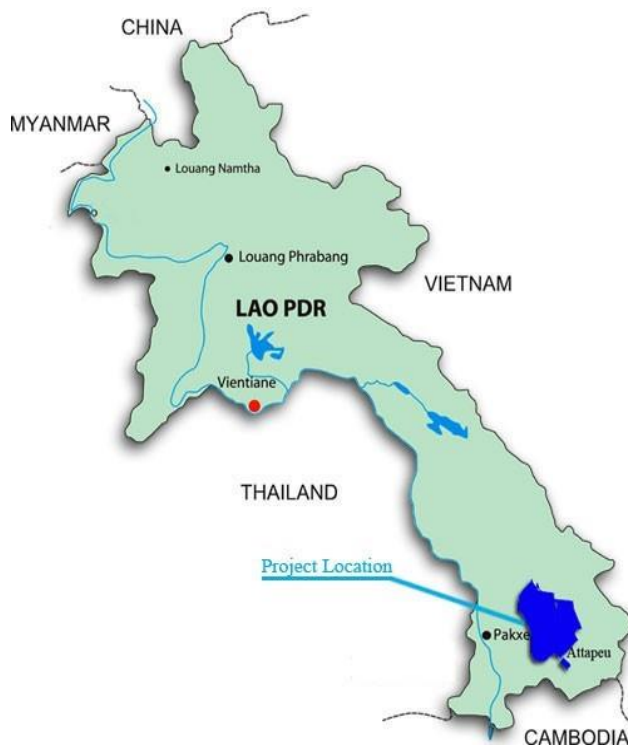 CHINA
MYANMAR
Louang Namtha
Louang Phrabang
VIETNAM
LAO PDR
Vientiane
THAILAND
Project Location
Pakxe
Attapeu
CAMBODIA